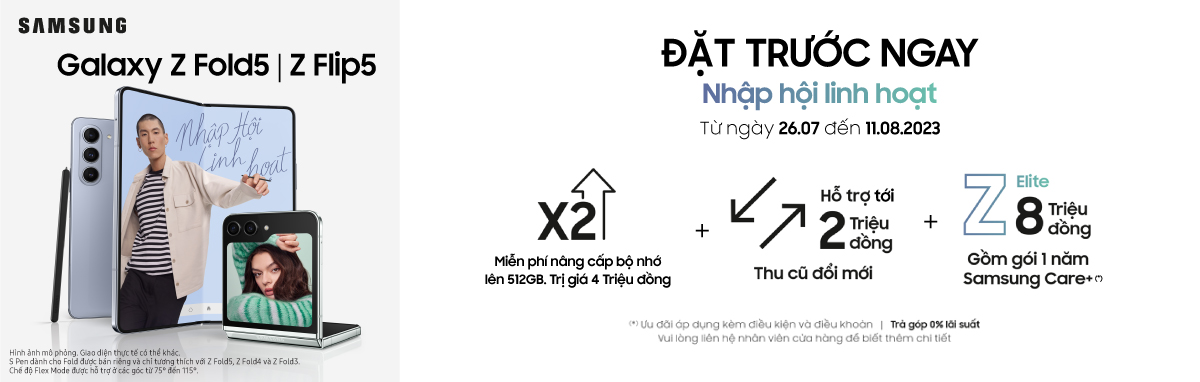 SAMSUNG
Galaxy Z Fold5 | Z Flip5
Nhập Hội
Linh
hoạt
Hình ảnh mô phỏng. Giao diện thực tế có thể khác.
S Pen dành cho Fold được bán riêng và chỉ tương thích với Z Fold5, Z Fold4 và Z Fold3.
Chế độ Flex Mode được hỗ trợ ở các góc từ 75° đến 115°.
ĐẶT TRƯỚC NGAY
Nhập hội linh hoạt
Từ ngày 26.07 đến 11.08.2023
X2
Miễn phí nâng cấp bộ nhớ
lên 512GB. Trị giá 4 Triệu đồng
+
Hỗ trợ tới
2 Triệu
đồng
Thu cũ đổi mới
+
Z Elite
8 Triệu
đồng
Gồm gói 1 năm
Samsung Care+(*)
(*) Ưu đãi áp dụng kèm điều kiện và điều khoản | Trả góp 0% lãi suất
Vui lòng liên hệ nhân viên cửa hàng để biết thêm chi tiết